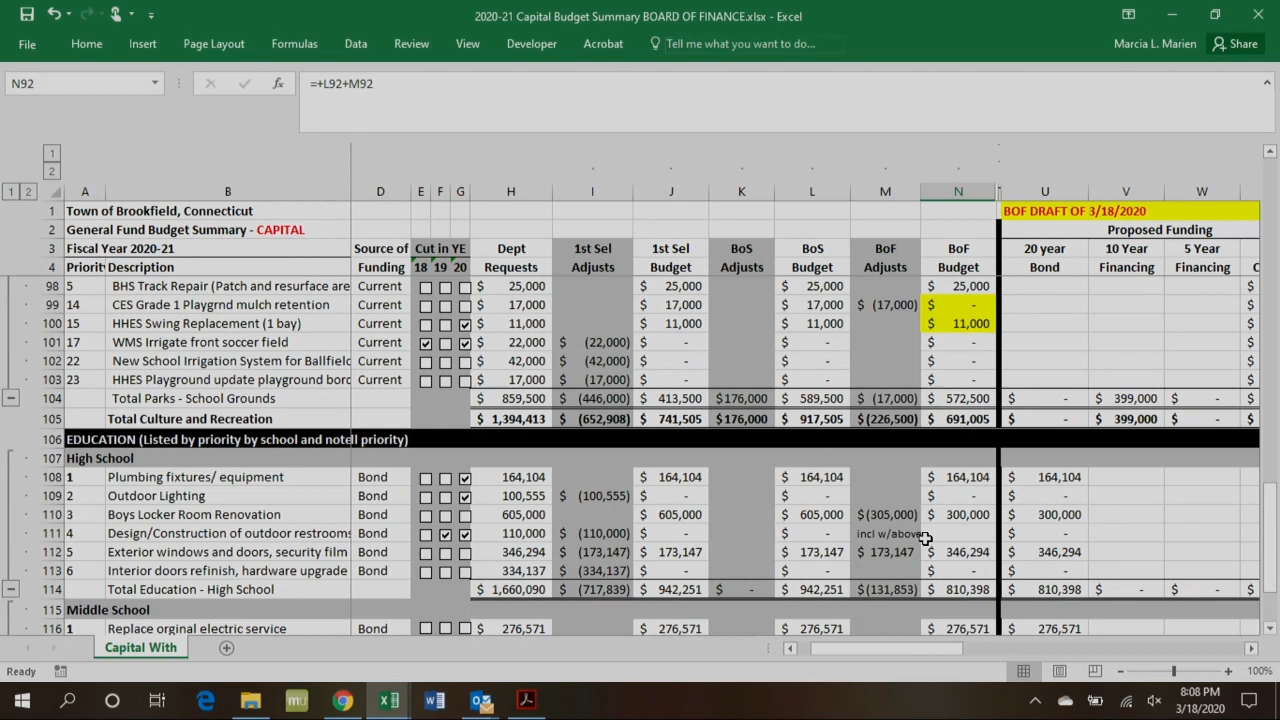 2020-21 Capital Budget Summary BOARD OF FINANCE.xlsx - Excel
File Home Insert Page Layout Formulas Data Review View Developer Acrobat Tell me what you want to do... Marcia L. Marien Share
N92 fx =+L92+M92
1
2
1 2 A B D E F G H I J K L M N U V W
1 Town of Brookfield, Connecticut BOF DRAFT OF 3/18/2020
2 General Fund Budget Summary - CAPITAL Proposed Funding
3 Fiscal Year 2020-21 Source of Cut in YE Dept 1st Sel 1st Sel BoS BoS BoF BoF 20 year 10 Year 5 Year
4 Priorit Description Funding 18 19 20 Requests Adjusts Budget Adjusts Budget Adjusts Budget Bond Financing Financing C
98 5 BHS Track Repair (Patch and resurface are Current $ 25,000 $ 25,000 $ 25,000 $ 25,000 $
99 14 CES Grade 1 Playgrnd mulch retention Current $ 17,000 $ 17,000 $ 17,000 $ (17,000) $ - $
100 15 HHES Swing Replacement (1 bay) Current $ 11,000 $ 11,000 $ 11,000 $ 11,000 $
101 17 WMS Irrigate front soccer field Current $ 22,000 $ (22,000) $ - $ - $ - $
102 22 New School Irrigation System for Ballfield Current $ 42,000 $ (42,000) $ - $ - $ - $
103 23 HHES Playground update playground bord Current $ 17,000 $ (17,000) $ - $ - $ - $
104 Total Parks - School Grounds $ 859,500 $ (446,000) $ 413,500 $176,000 $ 589,500 $ (17,000) $ 572,500 $ - $ 399,000 $ - $
105 Total Culture and Recreation $ 1,394,413 $ (652,908) $ 741,505 $176,000 $ 917,505 $(226,500) $ 691,005 $ - $ 399,000 $ - $
106 EDUCATION (Listed by priority by school and notell priority)
107 High School
108 1 Plumbing fixtures/ equipment Bond $ 164,104 $ 164,104 $ 164,104 $ 164,104 $ 164,104
109 2 Outdoor Lighting Bond $ 100,555 $ (100,555) $ - $ - $ - $ -
110 3 Boys Locker Room Renovation Bond $ 605,000 $ 605,000 $ 605,000 $(305,000) $ 300,000 $ 300,000
111 4 Design/Construction of outdoor restrooms Bond $ 110,000 $ (110,000) $ - $ - incl w/above $ - $ -
112 5 Exterior windows and doors, security film Bond $ 346,294 $ (173,147) $ 173,147 $ 173,147 $ 173,147 $ 346,294 $ 346,294
113 6 Interior doors refinish, hardware upgrade Bond $ 334,137 $ (334,137) $ - $ - $ - $ -
114 Total Education - High School $ 1,660,090 $ (717,839) $ 942,251 $ - $ 942,251 $(131,853) $ 810,398 $ 810,398 $ - $ - $
115 Middle School
116 1 Replace orginal electric service Bond $ 276,571 $ 276,571 $ 276,571 $ 276,571 $ 276,571
Capital With
Ready 100%
8:08 PM
3/18/2020